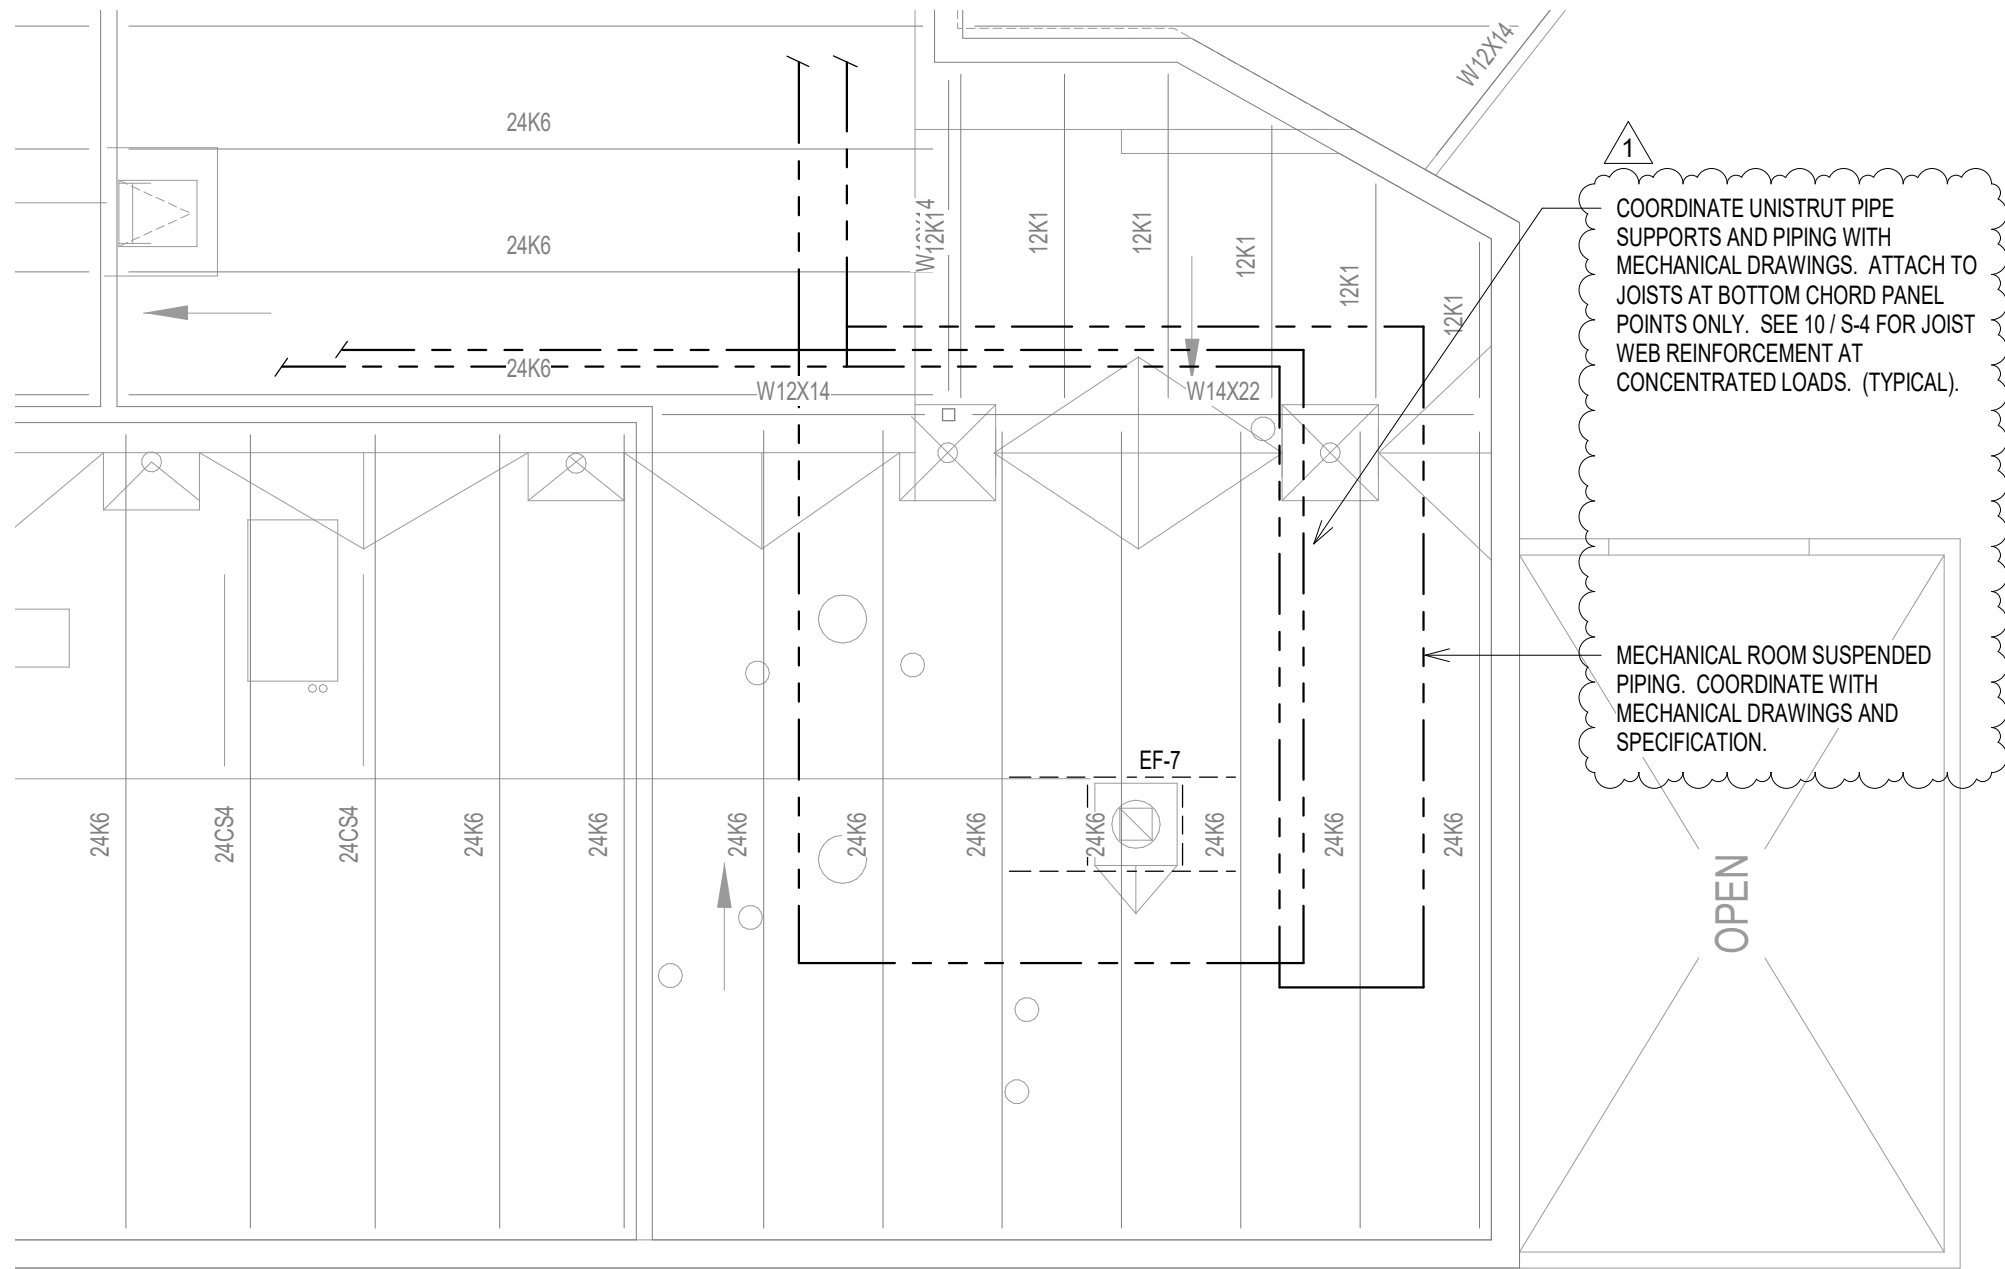 W12X14
24K6
1
COORDINATE UNISTRUT PIPE
SUPPORTS AND PIPING WITH
MECHANICAL DRAWINGS. ATTACH TO
JOISTS AT BOTTOM CHORD PANEL
POINTS ONLY. SEE 10 / S-4 FOR JOIST
WEB REINFORCEMENT AT
CONCENTRATED LOADS. (TYPICAL).
24K6
W12X14
12K1
12K1
12K1
12K1
12K1
12K1
24K6
W12X14
W14X22
MECHANICAL ROOM SUSPENDED
PIPING. COORDINATE WITH
MECHANICAL DRAWINGS AND
SPECIFICATION.
EF-7
24K6
24CS4
24CS4
24K6
24K6
24K6
24K6
24K6
24K6
24K6
24K6
24K6
OPEN